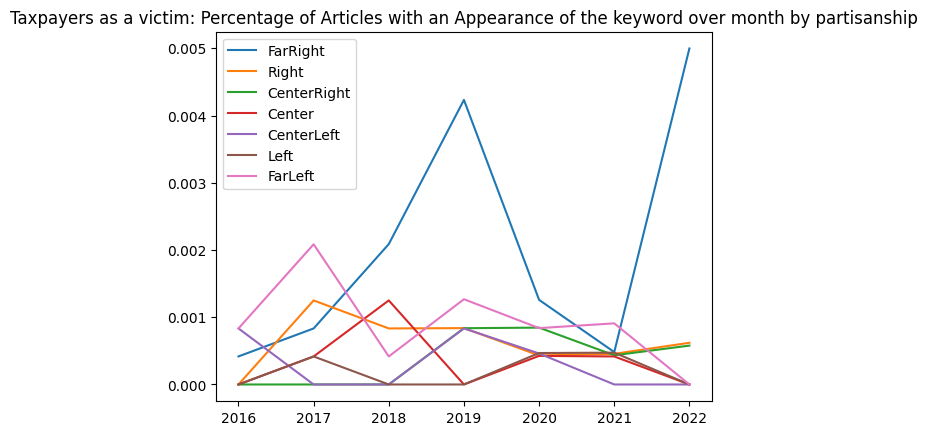 Taxpayers as a victim: Percentage of Articles with an Appearance of the keyword over month by partisanship
FarRight
Right
CenterRight
Center
CenterLeft
Left
FarLeft
0.005
0.004
0.003
0.002
0.001
0.000
2016 2017 2018 2019 2020 2021 2022